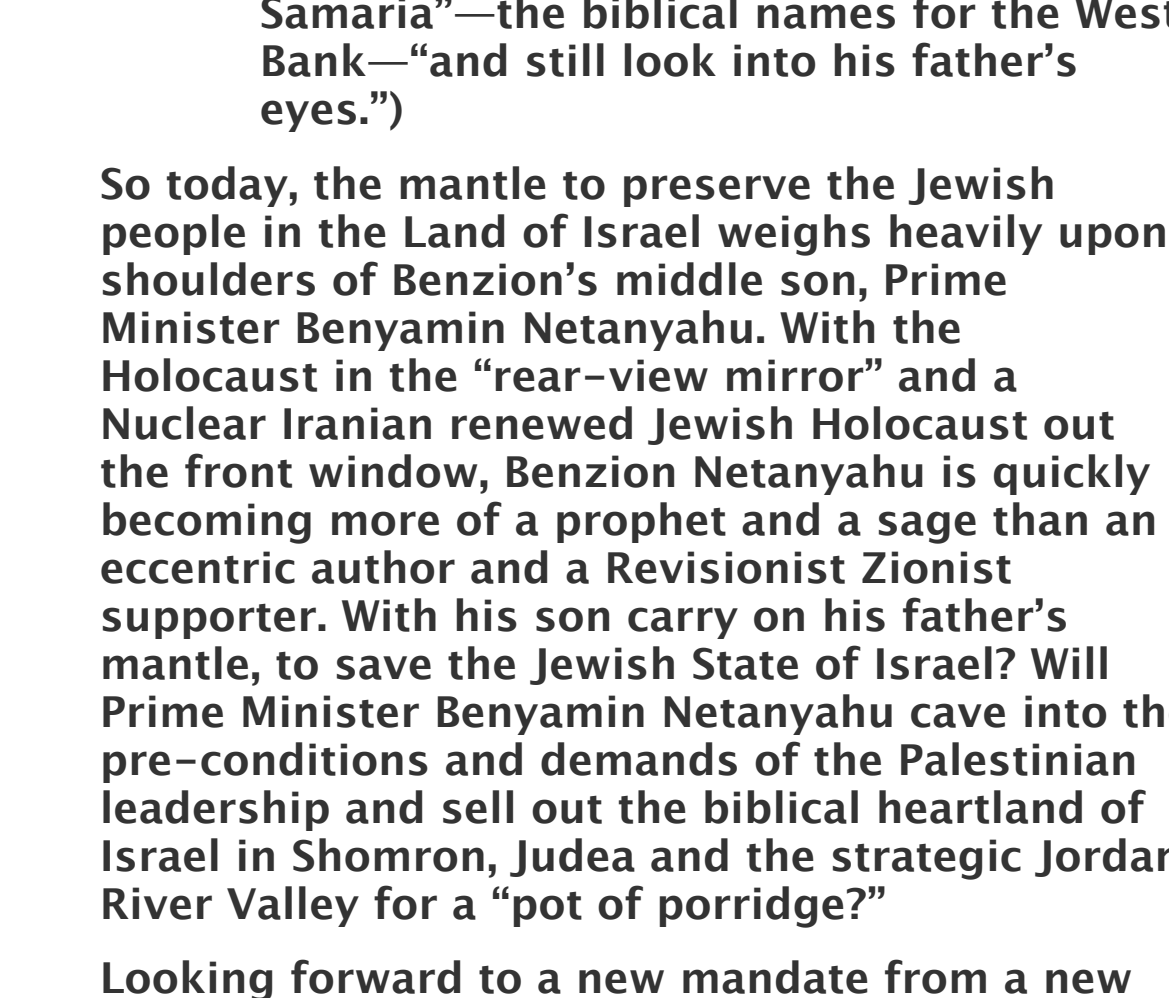 Samaria”—the biblical names for the West
Bank—“and still look into his father’s
eyes.”)
So today, the mantle to preserve the Jewish
people in the Land of Israel weighs heavily upon
shoulders of Benzion’s middle son, Prime
Minister Benyamin Netanyahu. With the
Holocaust in the “rear-view mirror” and a
Nuclear Iranian renewed Jewish Holocaust out
the front window, Benzion Netanyahu is quickly
becoming more of a prophet and a sage than an
eccentric author and a Revisionist Zionist
supporter. With his son carry on his father’s
mantle, to save the Jewish State of Israel? Will
Prime Minister Benyamin Netanyahu cave into the
pre-conditions and demands of the Palestinian
leadership and sell out the biblical heartland of
Israel in Shomron, Judea and the strategic Jordan
River Valley for a “pot of porridge?”
Looking forward to a new mandate from a new